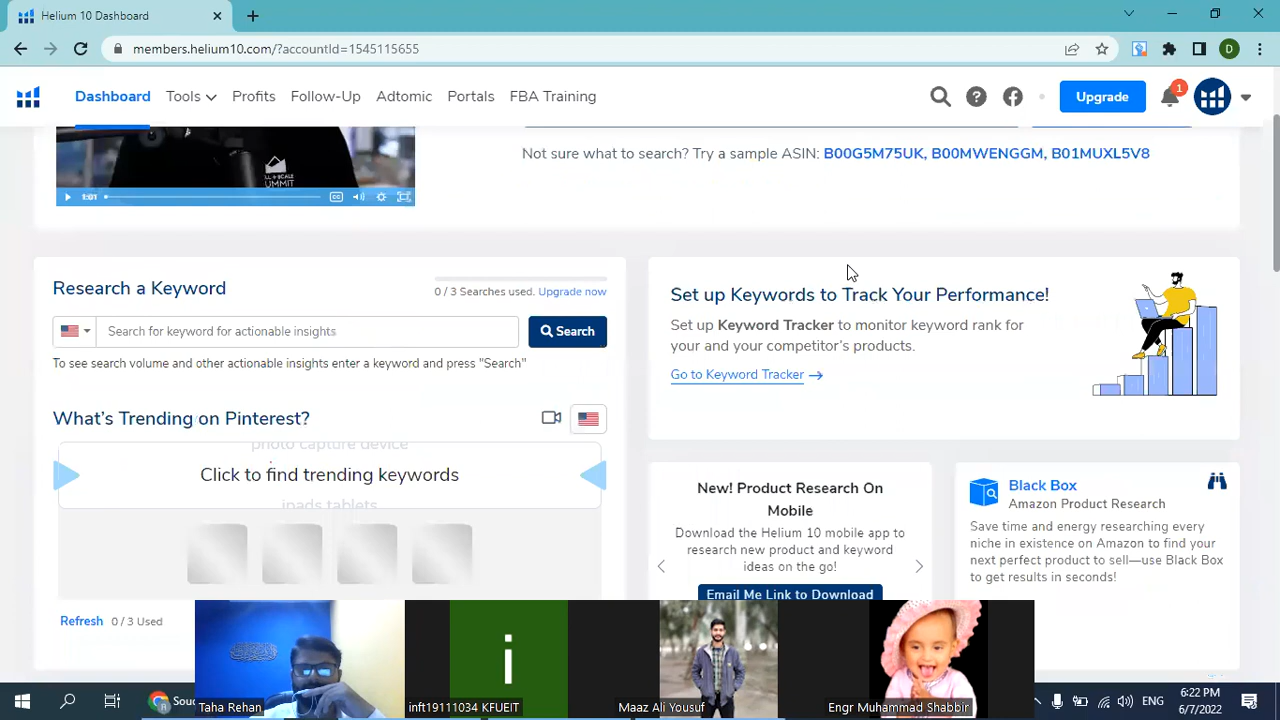 Helium 10 Dashboard
members.helium10.com/?accountId=1545115655
D
Dashboard Tools Profits Follow-Up Adtomic Portals FBA Training
Upgrade
1
SUMMIT
1:01
CC
Not sure what to search? Try a sample ASIN: B00G5M75UK, B00MWENGGM, B01MUXL5V8
Research a Keyword
0 / 3 Searches used. Upgrade now
Search for keyword for actionable insights
Search
To see search volume and other actionable insights enter a keyword and press "Search"
What's Trending on Pinterest?
photo capture device
Click to find trending keywords
ipads tablets
Refresh 0 / 3 Used
Set up Keywords to Track Your Performance!
Set up Keyword Tracker to monitor keyword rank for
your and your competitor's products.
Go to Keyword Tracker →
New! Product Research On
Mobile
Download the Helium 10 mobile app to
research new product and keyword
ideas on the go!
Email Me Link to Download
Black Box
Amazon Product Research
Save time and energy researching every
niche in existence on Amazon to find your
next perfect product to sell—use Black Box
to get results in seconds!
i
Taha Rehan
inft19111034 KFUEIT
Maaz Ali Yousuf
Engr Muhammad Shabbir
Sou
ENG
6:22 PM
6/7/2022